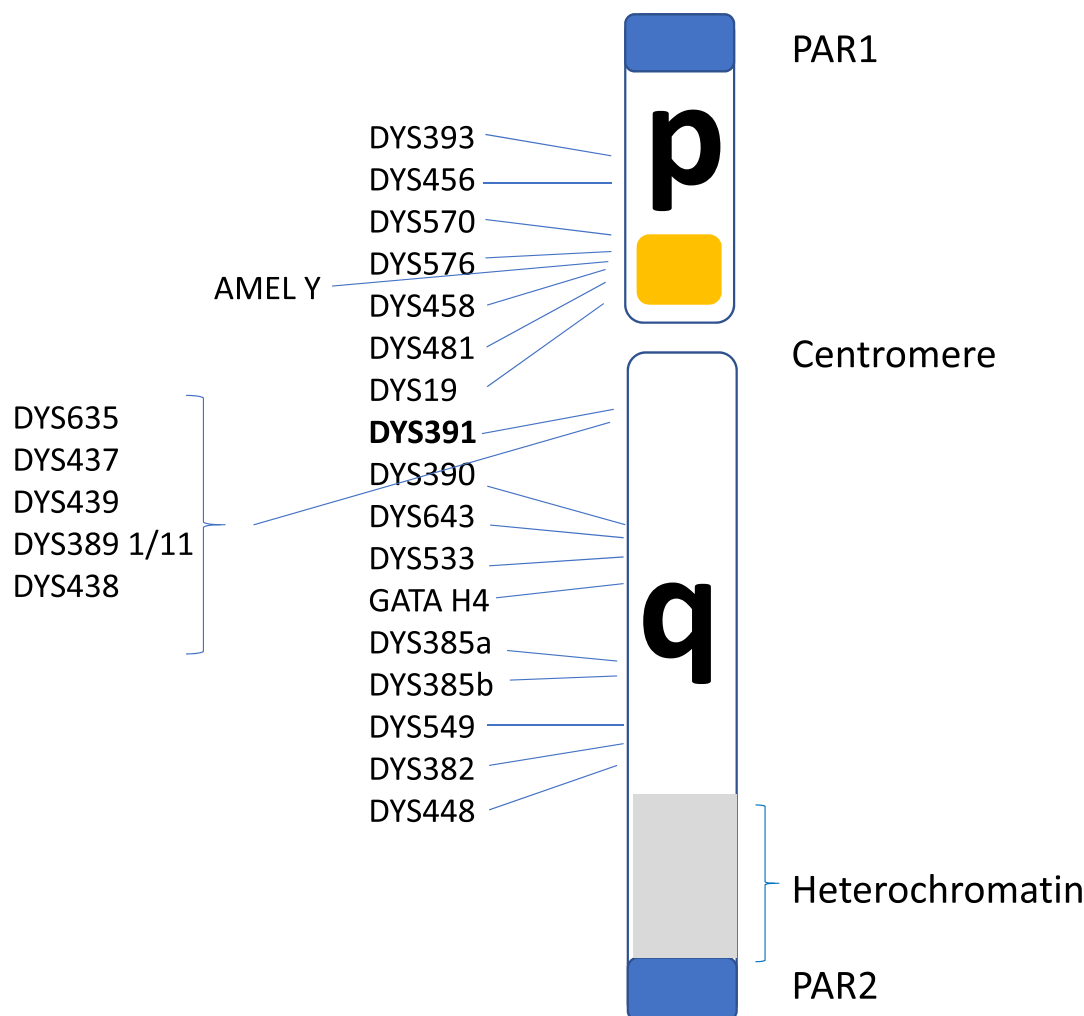 PAR1
p
DYS393
DYS456
DYS570
DYS576
AMEL Y
DYS458
DYS481
DYS19
Centromere
DYS391
DYS635
DYS437
DYS439
DYS389 1/11
DYS438
DYS390
DYS643
DYS533
GATA H4
DYS385a
DYS385b
DYS549
DYS382
DYS448
q
Heterochromatin
PAR2